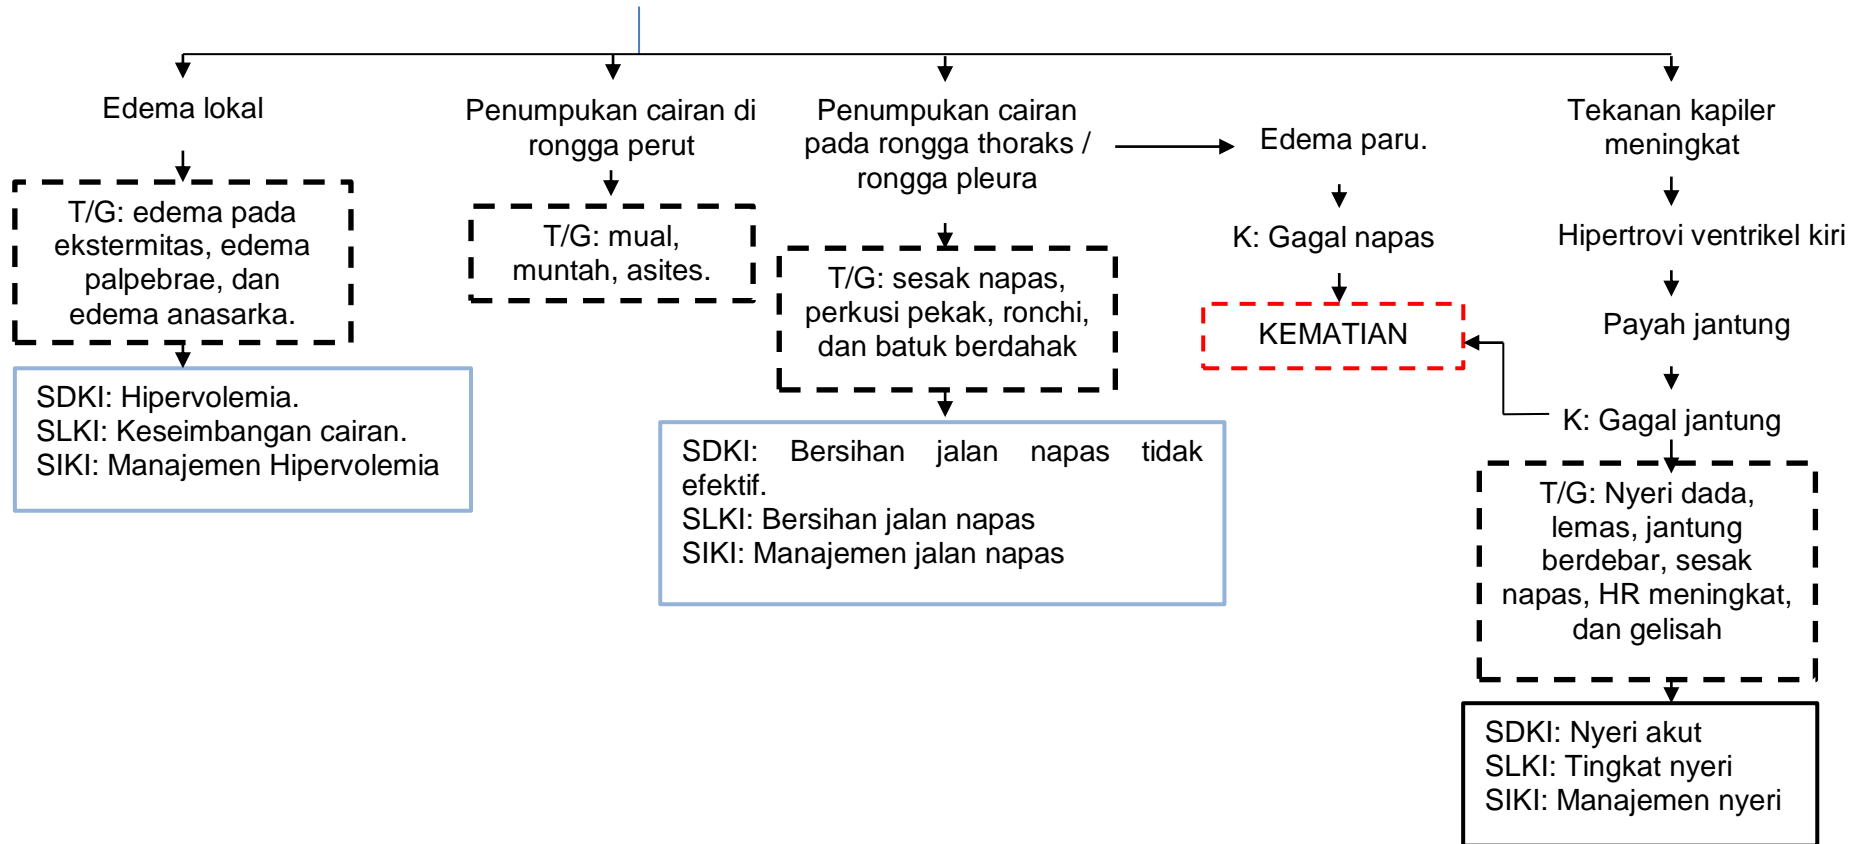 Edema lokal
T/G: edema pada
ekstermitas, edema
palpebrae, dan
edema anasarka.
SDKI: Hipervolemia.
SLKI: Keseimbangan cairan.
SIKI: Manajemen Hipervolemia
Penumpukan cairan di
rongga perut
T/G: mual,
muntah, asites.
Penumpukan cairan
pada rongga thoraks /
rongga pleura
T/G: sesak napas,
perkusi pekak, ronchi,
dan batuk berdahak
SDKI: Bersihan jalan napas tidak
efektif.
SLKI: Bersihan jalan napas
SIKI: Manajemen jalan napas
Edema paru.
K: Gagal napas
KEMATIAN
Tekanan kapiler
meningkat
Hipertrovi ventrikel kiri
Payah jantung
K: Gagal jantung
T/G: Nyeri dada,
lemas, jantung
berdebar, sesak
napas, HR meningkat,
dan gelisah
SDKI: Nyeri akut
SLKI: Tingkat nyeri
SIKI: Manajemen nyeri